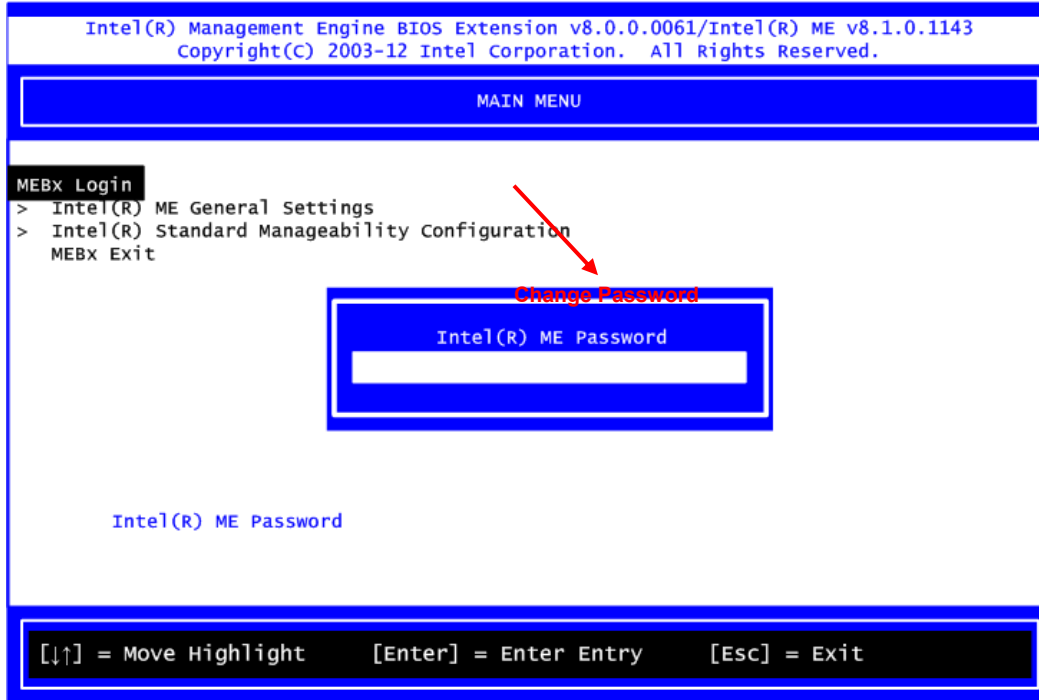 Intel(R) Management Engine BIOS Extension v8.0.0.0061/Intel(R) ME v8.1.0.1143
Copyright(C) 2003-12 Intel Corporation. All Rights Reserved.
MAIN MENU
MEBx Login
> Intel(R) ME General Settings
> Intel(R) Standard Manageability Configuration
MEBx Exit
Change Password
Intel(R) ME Password
Intel(R) ME Password
[↓↑] = Move Highlight [Enter] = Enter Entry [Esc] = Exit